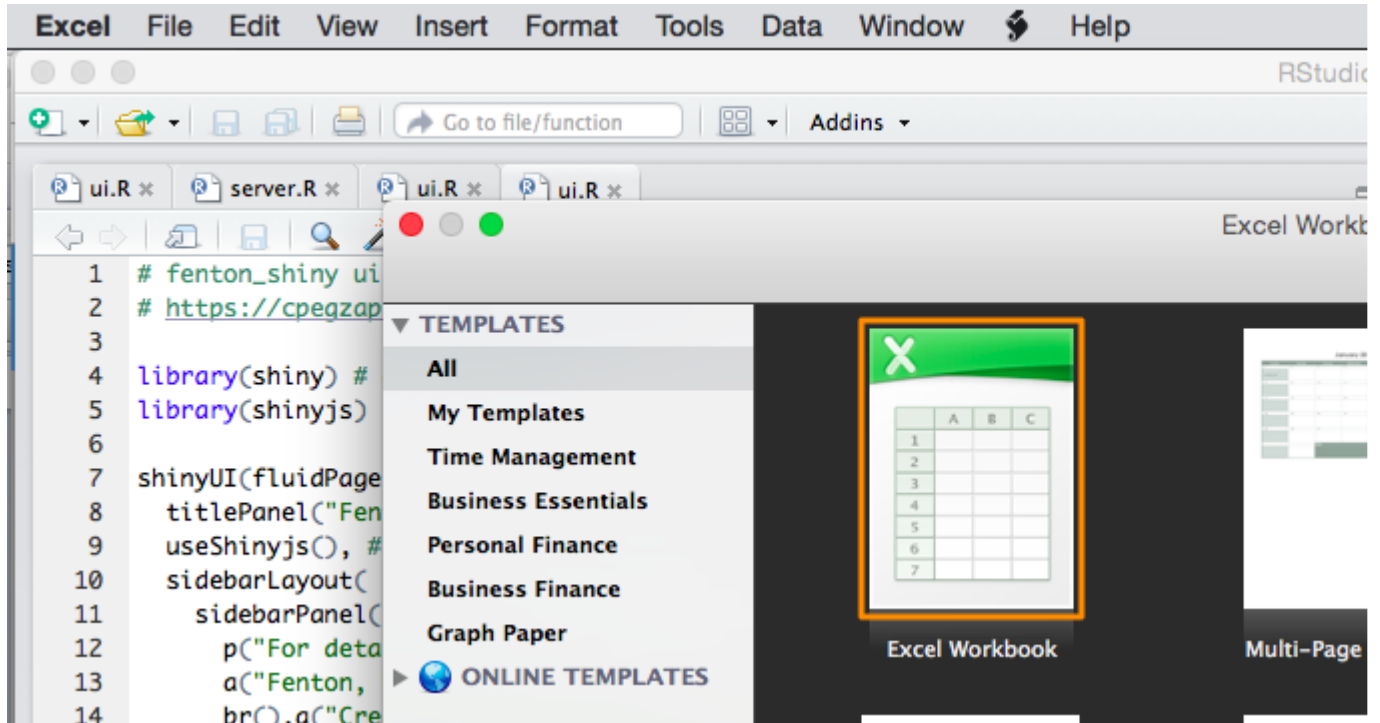 Excel File Edit View Insert Format Tools Data Window Help
RStudio
Go to file/function Addins
ui.R server.R ui.R ui.R
Excel Workb
1 # fenton_shiny ui
2 # https://cpegzap
3
4 library(shiny) #
5 library(shinyjs)
6
7 shinyUI(fluidPage
8 titlePanel("Fen
9 useShinyjs(), #
10 sidebarLayout(
11 sidebarPanel(
12 p("For deta
13 a("Fenton,
14 br(),a("Cre
TEMPLATES
All
My Templates
Time Management
Business Essentials
Personal Finance
Business Finance
Graph Paper
ONLINE TEMPLATES
X
A B C
1
2
3
4
5
6
7
Excel Workbook
Multi-Page